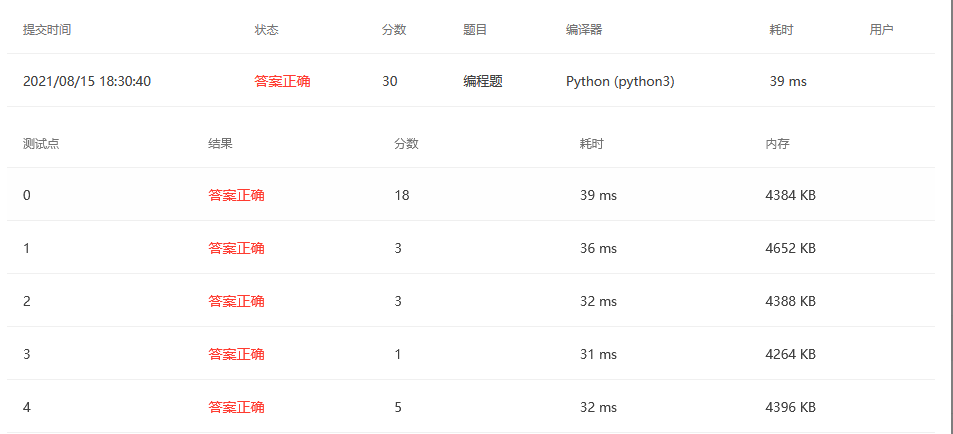 提交时间 状态 分数 题目 编译器 耗时 用户
2021/08/15 18:30:40 答案正确 30 编程题 Python (python3) 39 ms
测试点 结果 分数 耗时 内存
0 答案正确 18 39 ms 4384 KB
1 答案正确 3 36 ms 4652 KB
2 答案正确 3 32 ms 4388 KB
3 答案正确 1 31 ms 4264 KB
4 答案正确 5 32 ms 4396 KB